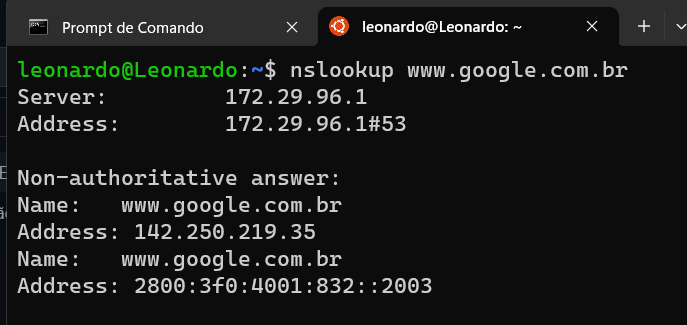 Prompt de Comando
leonardo@Leonardo: ~
leonardo@Leonardo:~$ nslookup www.google.com.br
Server:         172.29.96.1
Address:        172.29.96.1#53

Non-authoritative answer:
Name:   www.google.com.br
Address: 142.250.219.35
Name:   www.google.com.br
Address: 2800:3f0:4001:832::2003